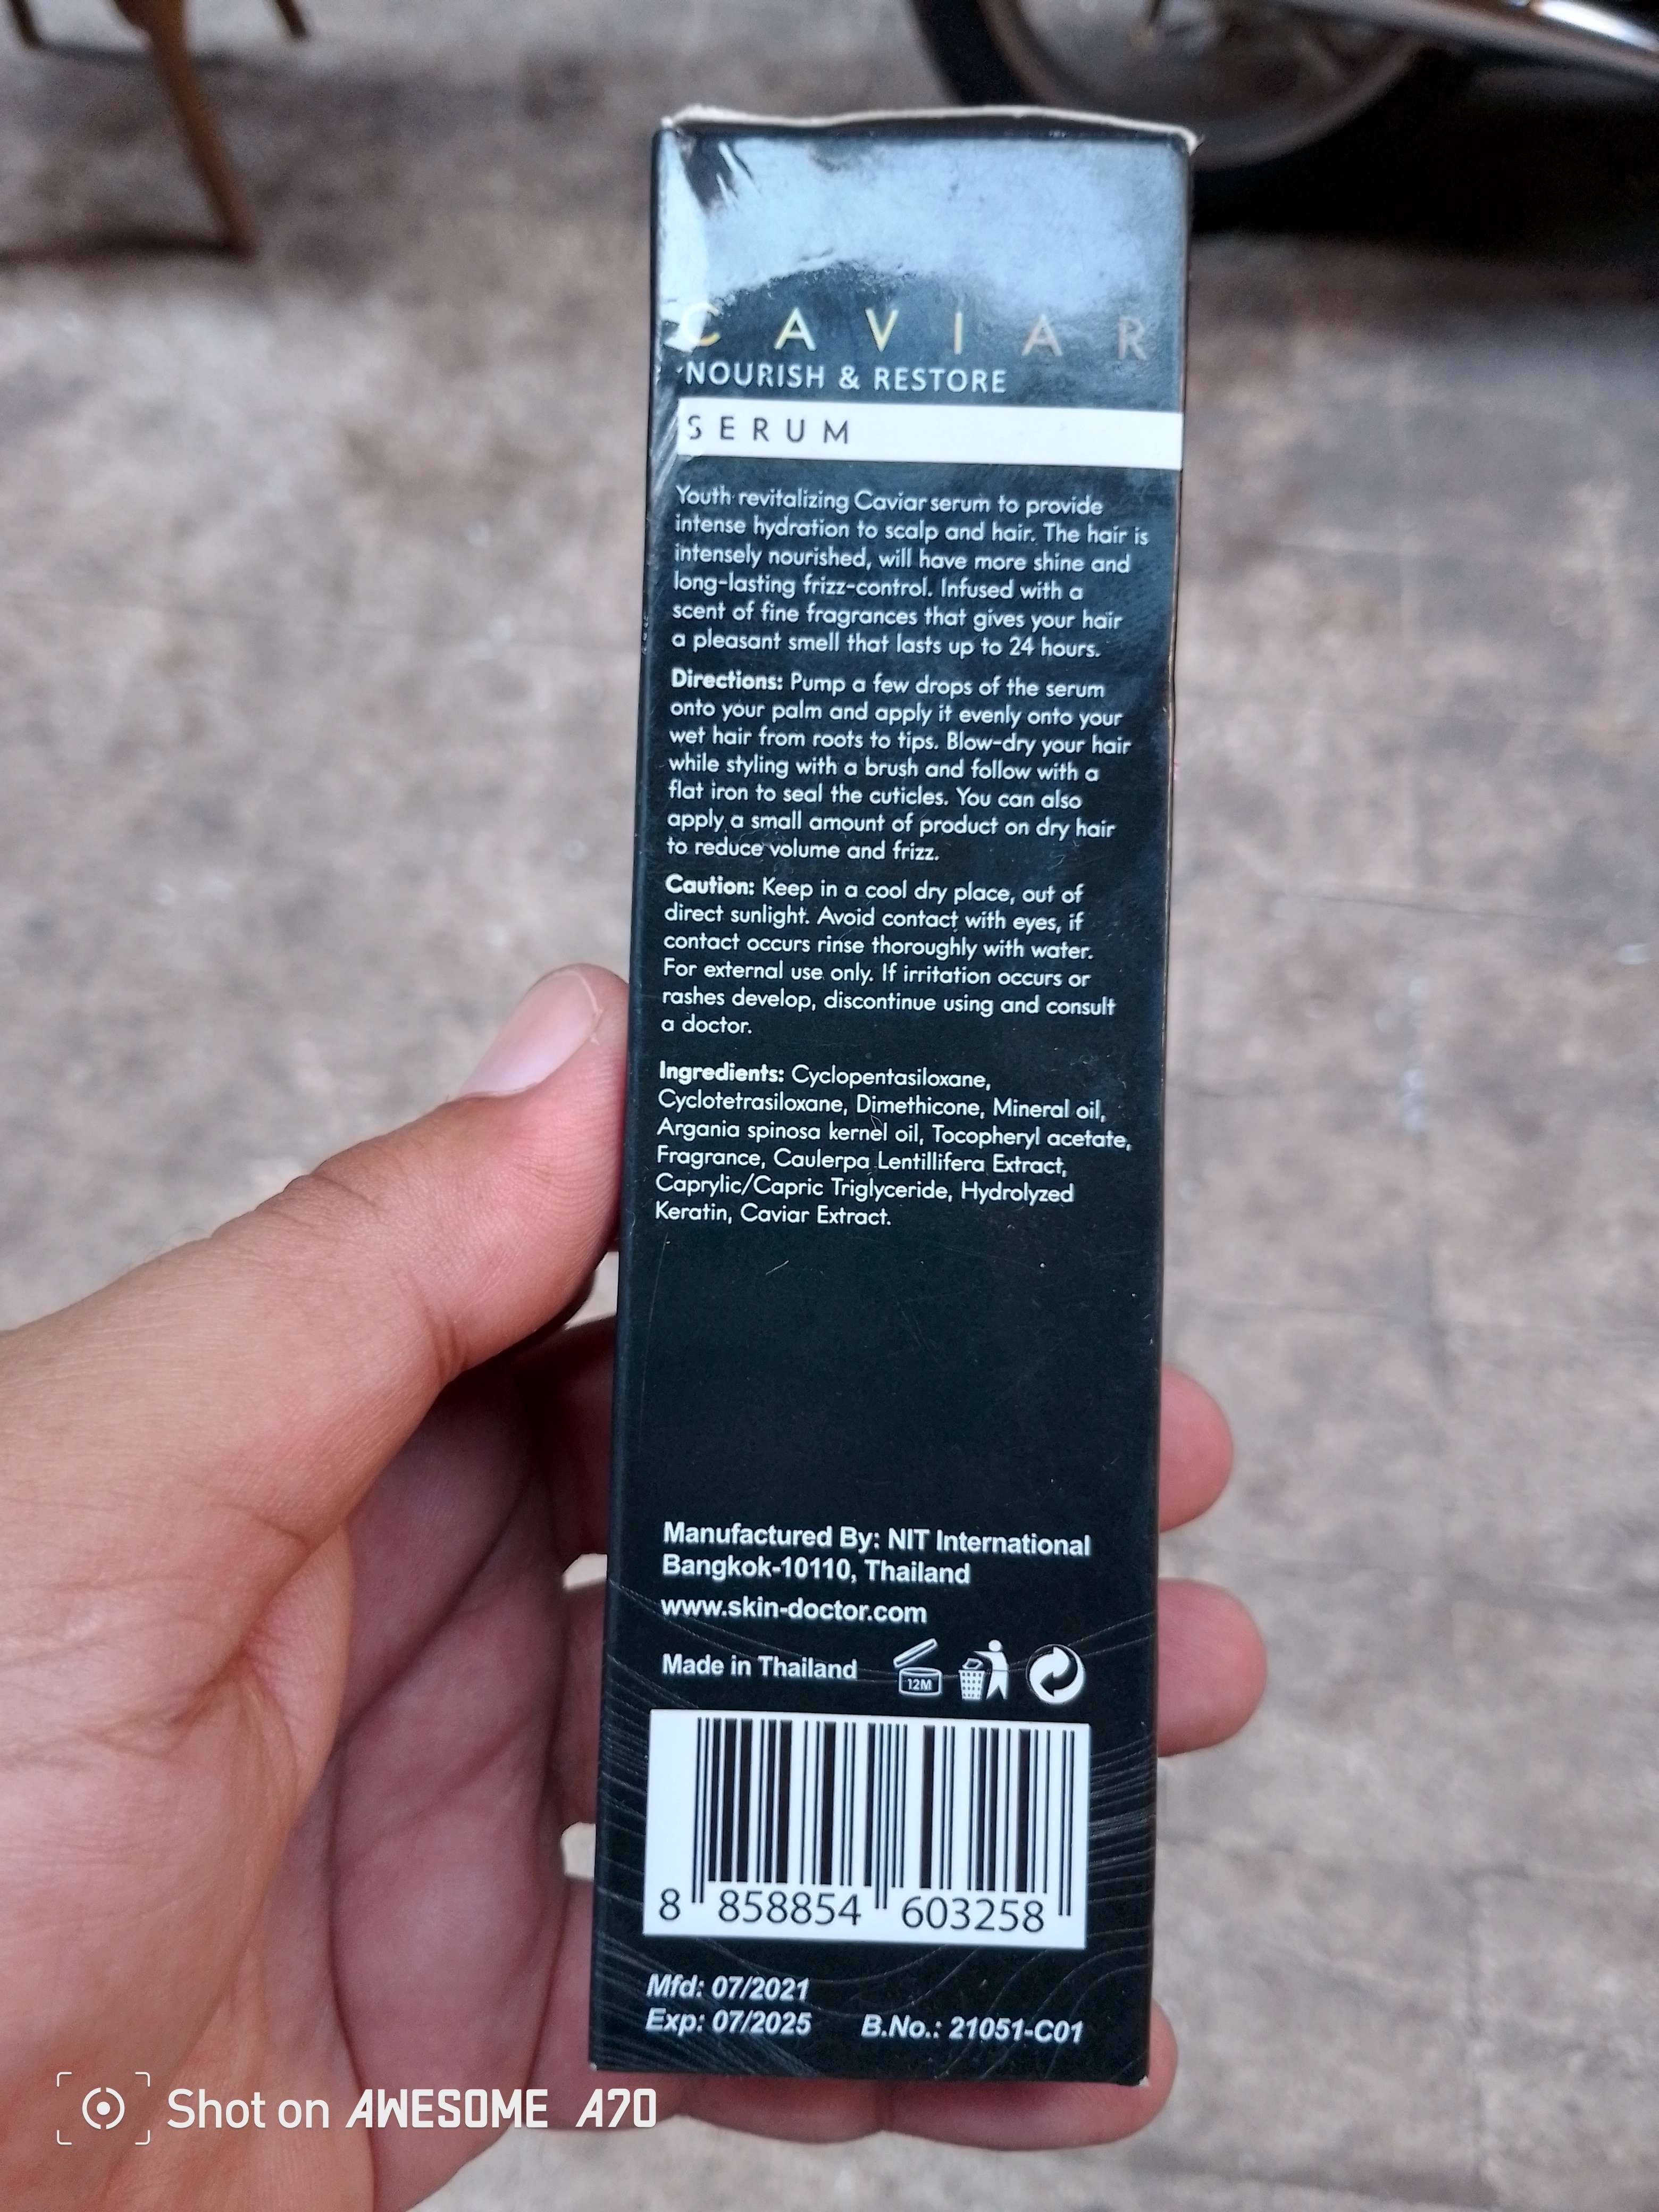 CAVIAR
NOURISH & RESTORE
SERUM
Youth revitalizing Caviar serum to provide
intense hydration to scalp and hair. The hair is
intensely nourished, will have more shine and
long-lasting frizz-control. Infused with a
scent of fine fragrances that gives your hair
a pleasant smell that lasts up to 24 hours.
Directions: Pump a few drops of the serum
onto your palm and apply it evenly onto your
wet hair from roots to tips. Blow-dry your hair
while styling with a brush and follow with a
flat iron to seal the cuticles. You can also
apply a small amount of product on dry hair
to reduce volume and frizz.
Caution: Keep in a cool dry place, out of
direct sunlight. Avoid contact with eyes, if
contact occurs rinse thoroughly with water.
For external use only. If irritation occurs or
rashes develop, discontinue using and consult
a doctor.
Ingredients: Cyclopentasiloxane,
Cyclotetrasiloxane, Dimethicone, Mineral oil,
Argania spinosa kernel oil, Tocopheryl acetate,
Fragrance, Caulerpa Lentillifera Extract,
Caprylic/Capric Triglyceride, Hydrolyzed
Keratin, Caviar Extract.
Manufactured By: NIT International
Bangkok-10110, Thailand
www.skin-doctor.com
Made in Thailand 12M
8 858854 603258
Mfd: 07/2021
Exp: 07/2025 B.No.: 21051-C01
Shot on AWESOME A70